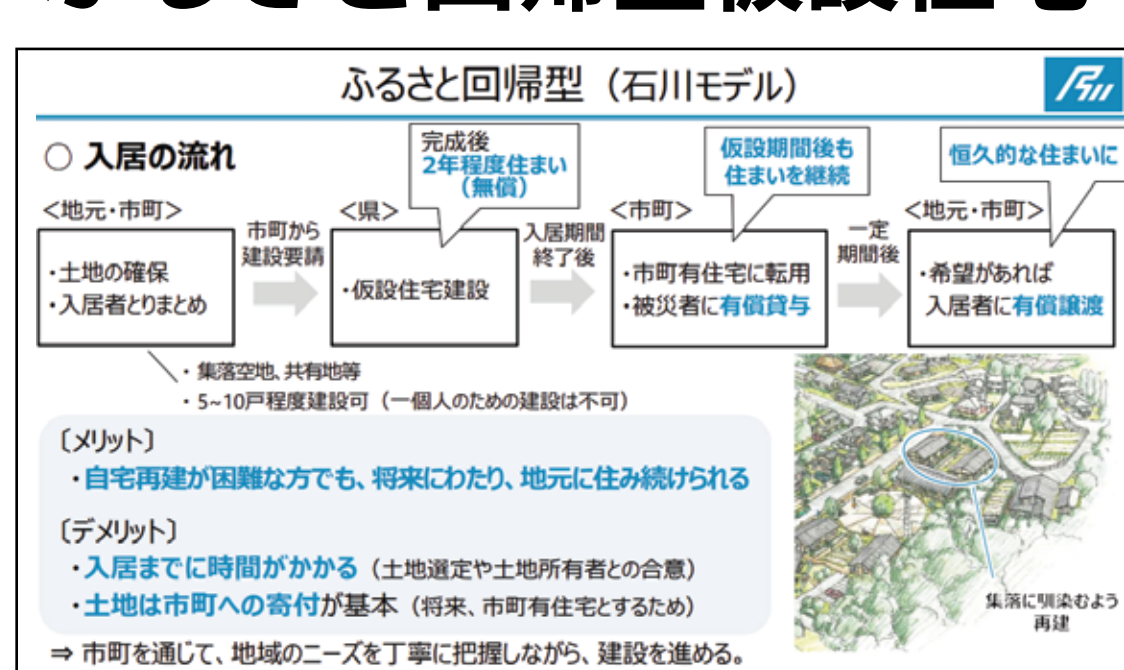 ふるさと回帰型仮設住宅
ふるさと回帰型（石川モデル）
○ 入居の流れ
完成後
2年程度住まい
（無償）
仮設期間後も
住まいを継続
恒久的な住まいに
＜地元・市町＞
市町から
建設要請
＜県＞
入居期間
終了後
＜市町＞
一定
期間後
＜地元・市町＞
・土地の確保
・入居者とりまとめ
・仮設住宅建設
・市町有住宅に転用
・被災者に有償貸与
・希望があれば
入居者に有償譲渡
・ 集落空地、共有地等
・ 5~10戸程度建設可（一個人のための建設は不可）
〔メリット〕
・自宅再建が困難な方でも、将来にわたり、地元に住み続けられる
〔デメリット〕
・入居までに時間がかかる（土地選定や土地所有者との合意）
・土地は市町への寄付が基本（将来、市町有住宅とするため）
集落に馴染むよう
再建
⇒ 市町を通じて、地域のニーズを丁寧に把握しながら、建設を進める。